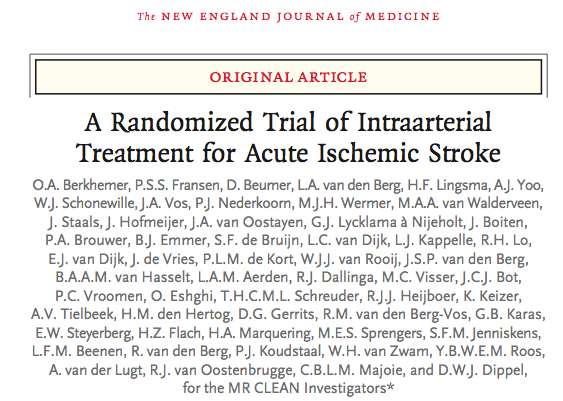 The NEW ENGLAND JOURNAL of MEDICINE
ORIGINAL ARTICLE
A Randomized Trial of Intraarterial
Treatment for Acute Ischemic Stroke
O.A. Berkhemer, P.S.S. Fransen, D. Beumer, L.A. van den Berg, H.F. Lingsma, A.J. Yoo,
W.J. Schonewille, J.A. Vos, P.J. Nederkoorn, M.J.H. Wermer, M.A.A. van Walderveen,
J. Staals, J. Hofmeijer, J.A. van Oostayen, G.J. Lycklama à Nijeholt, J. Boiten,
P.A. Brouwer, B.J. Emmer, S.F. de Bruijn, L.C. van Dijk, L.J. Kappelle, R.H. Lo,
E.J. van Dijk, J. de Vries, P.L.M. de Kort, W.J.J. van Rooij, J.S.P. van den Berg,
B.A.A.M. van Hasselt, L.A.M. Aerden, R.J. Dallinga, M.C. Visser, J.C.J. Bot,
P.C. Vroomen, O. Eshghi, T.H.C.M.L. Schreuder, R.J.J. Heijboer, K. Keizer,
A.V. Tielbeek, H.M. den Hertog, D.G. Gerrits, R.M. van den Berg-Vos, G.B. Karas,
E.W. Steyerberg, H.Z. Flach, H.A. Marquering, M.E.S. Sprengers, S.F.M. Jenniskens,
L.F.M. Beenen, R. van den Berg, P.J. Koudstaal, W.H. van Zwam, Y.B.W.E.M. Roos,
A. van der Lugt, R.J. van Oostenbrugge, C.B.L.M. Majoie, and D.W.J. Dippel,
for the MR CLEAN Investigators*